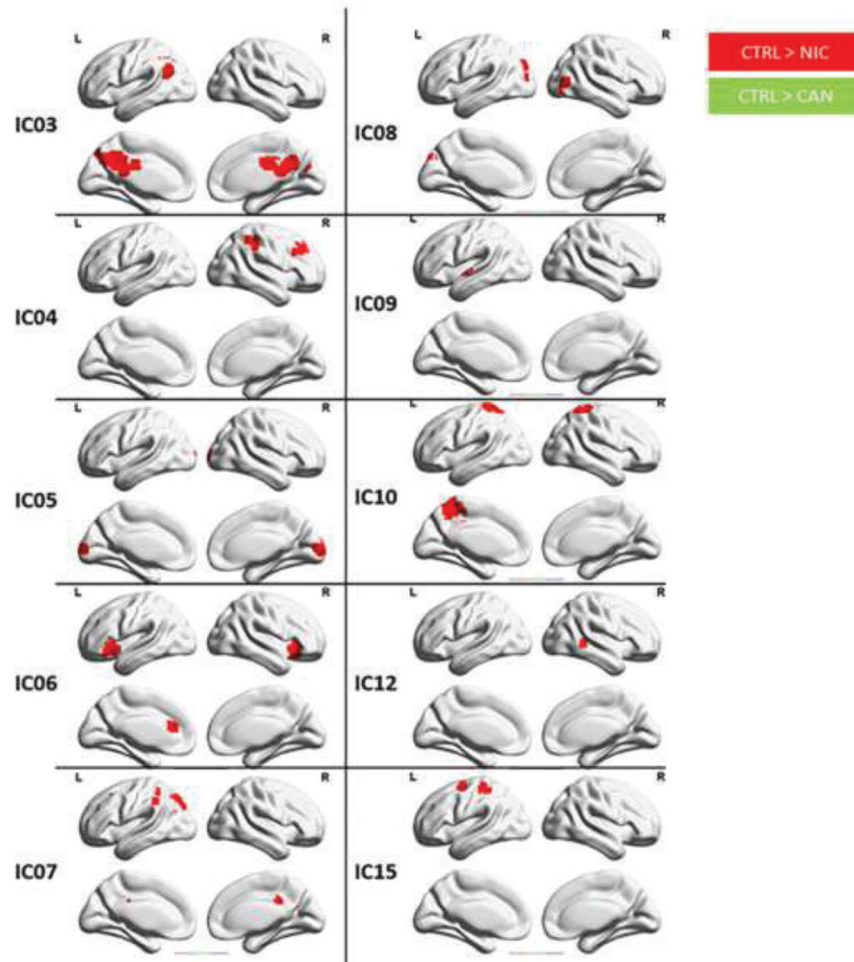 L R
IC03
L R
IC08
CTRL > NIC
CTRL > CAN
L R
IC04
L R
IC09
L R
IC05
L R
IC10
L R
IC06
L R
IC12
L R
IC07
L R
IC15